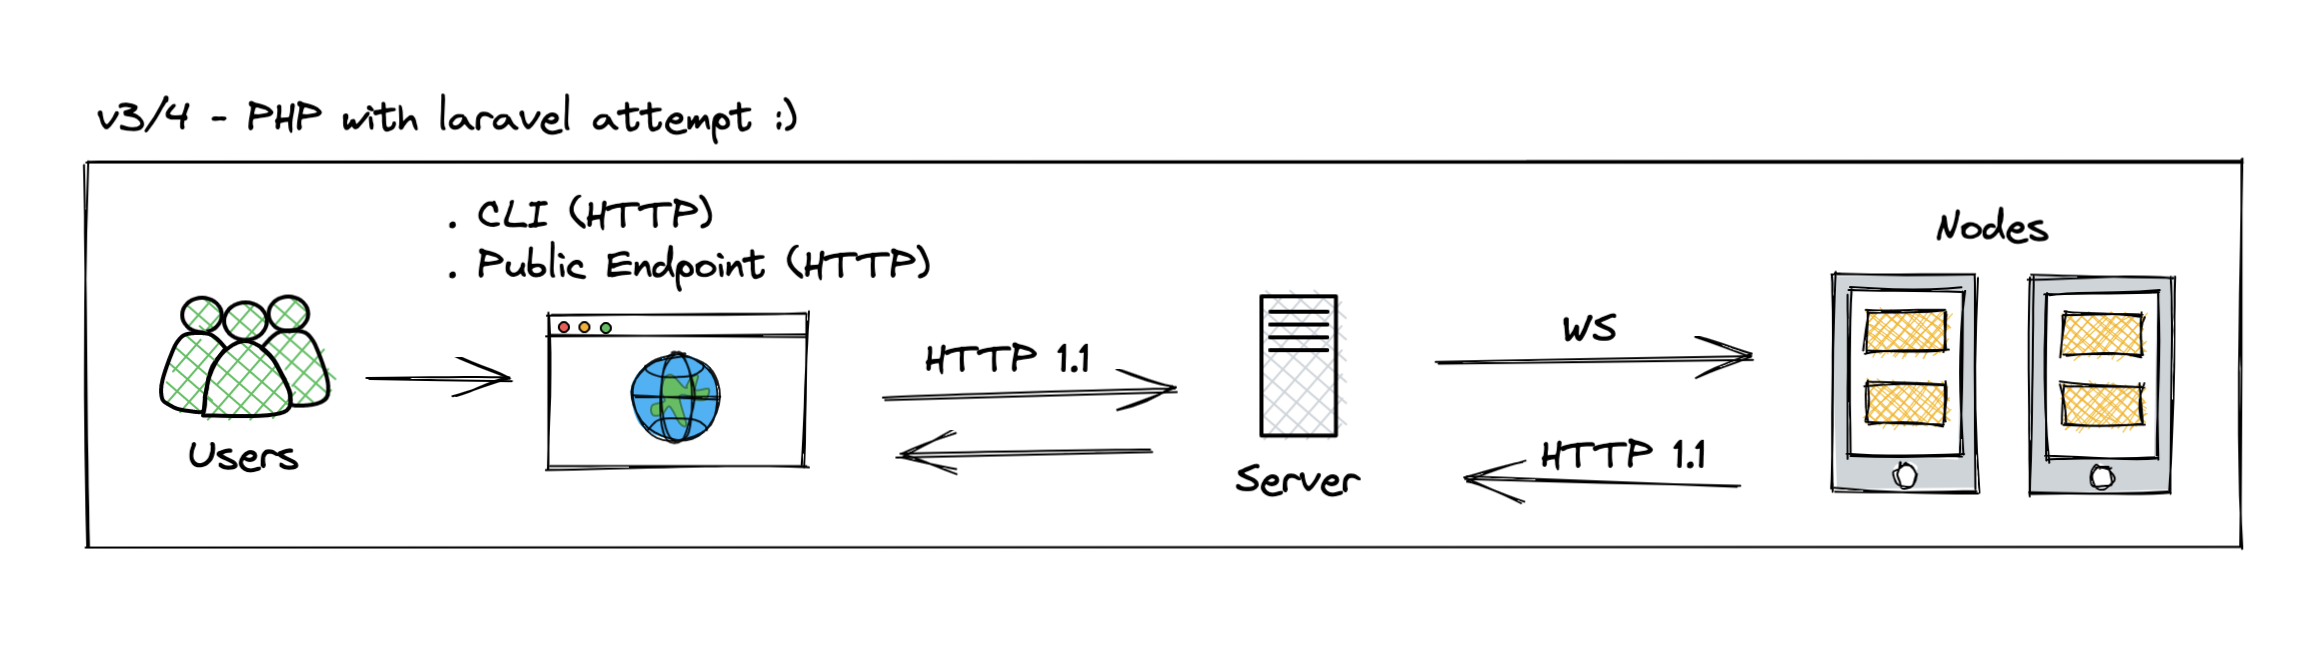 v3/4 - PHP with laravel attempt :)
. CLI (HTTP)
. Public Endpoint (HTTP)
Nodes
WS
HTTP 1.1
HTTP 1.1
Users
Server